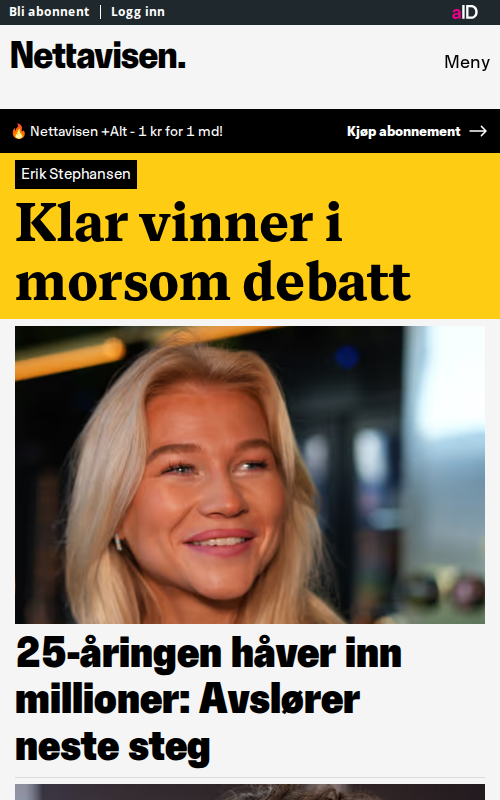 Bli abonnent | Logg inn
aID
Nettavisen.
Meny
🔥 Nettavisen +Alt - 1 kr for 1 md!
Kjøp abonnement →
Erik Stephansen
Klar vinner i
morsom debatt
25-åringen håver inn
millioner: Avslører
neste steg